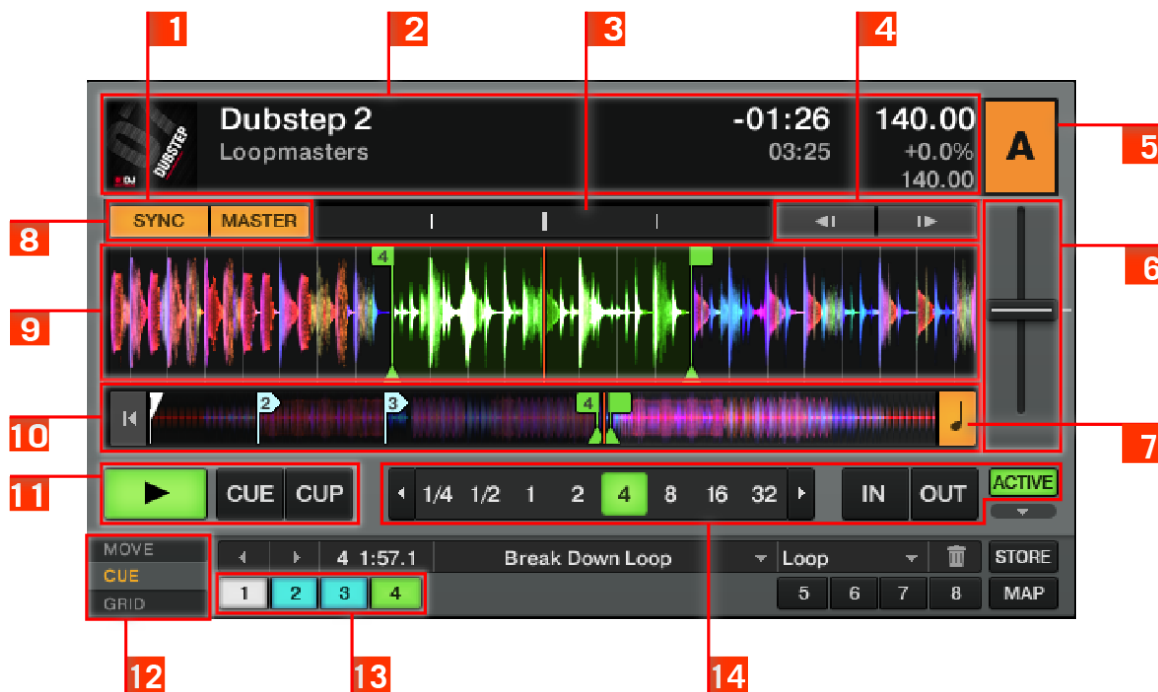 1 2 3 4
Dubstep 2 -01:26 140.00
Loopmasters 03:25 +0.0%
140.00
DUBSTEP
DJ
A
5
8 SYNC MASTER
6
4
9
2 3 4
10
7
11 CUE CUP 1/4 1/2 1 2 4 8 16 32 IN OUT ACTIVE
MOVE 4 1:57.1 Break Down Loop Loop STORE
CUE
GRID 1 2 3 4 5 6 7 8 MAP
12 13 14